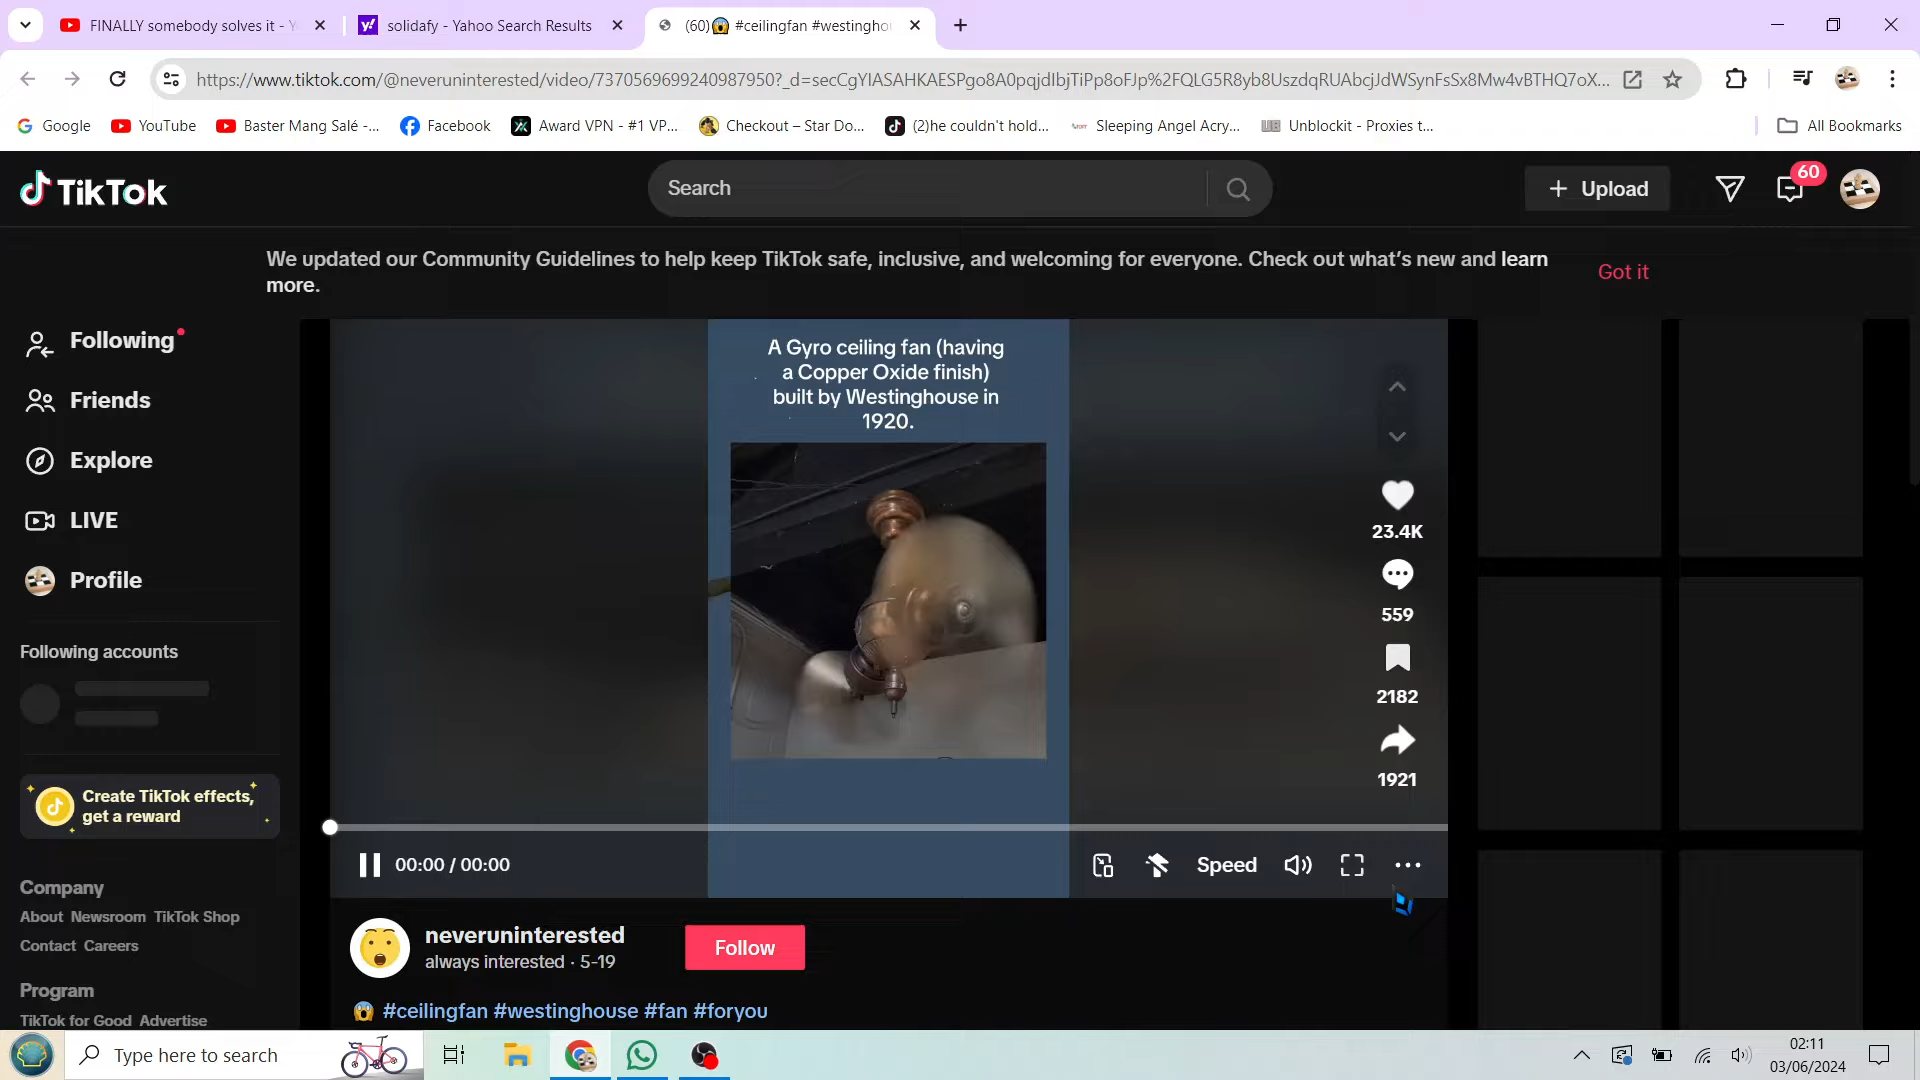 FINALLY somebody solves it - Y
solidafy - Yahoo Search Results
(60)😱 #ceilingfan #westingho
https://www.tiktok.com/@neveruninterested/video/7370569699240987950?_d=secCgYIASAHKAESPgo8A0pqjdIbjTiPp8oFJp%2FQLG5R8yb8UszdqRUAbcjJdWSynFsSx8Mw4vBTHQ7oX...
Google
YouTube
Baster Mang Salé -...
Facebook
Award VPN - #1 VP...
Checkout – Star Do...
(2)he couldn't hold...
Sleeping Angel Acry...
Unblockit - Proxies t...
All Bookmarks
TikTok
Search
Upload
60
We updated our Community Guidelines to help keep TikTok safe, inclusive, and welcoming for everyone. Check out what's new and learn
more.
Got it
Following
Friends
Explore
LIVE
Profile
Following accounts
Create TikTok effects,
get a reward
Company
About Newsroom TikTok Shop
Contact Careers
Program
TikTok for Good Advertise
A Gyro ceiling fan (having
a Copper Oxide finish)
built by Westinghouse in
1920.
23.4K
559
2182
1921
00:00 / 00:00
Speed
neveruninterested
always interested · 5-19
Follow
😱 #ceilingfan #westinghouse #fan #foryou
Type here to search
02:11
03/06/2024